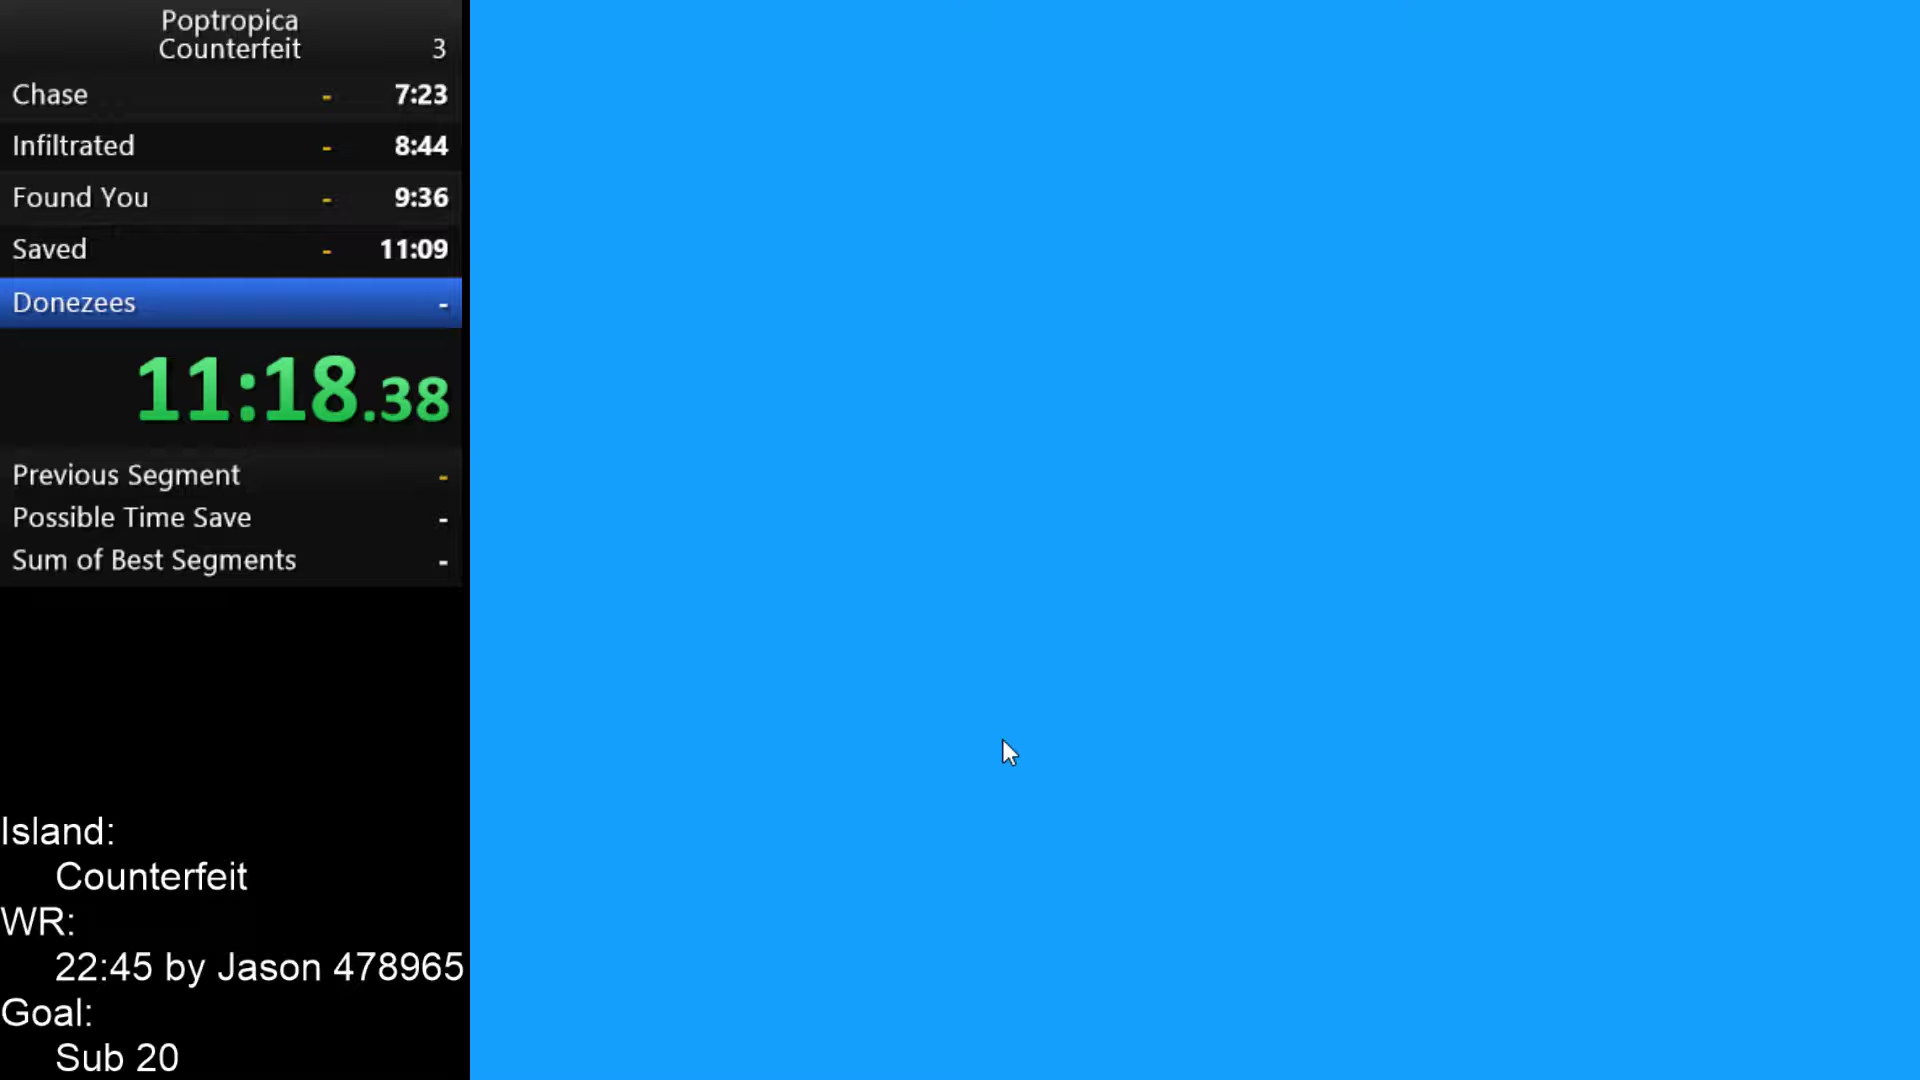 Poptropica
Counterfeit 3
Chase - 7:23
Infiltrated - 8:44
Found You - 9:36
Saved - 11:09
Donezees -
11:18.38
Previous Segment -
Possible Time Save -
Sum of Best Segments -
Island:
Counterfeit
WR:
22:45 by Jason 478965
Goal:
Sub 20